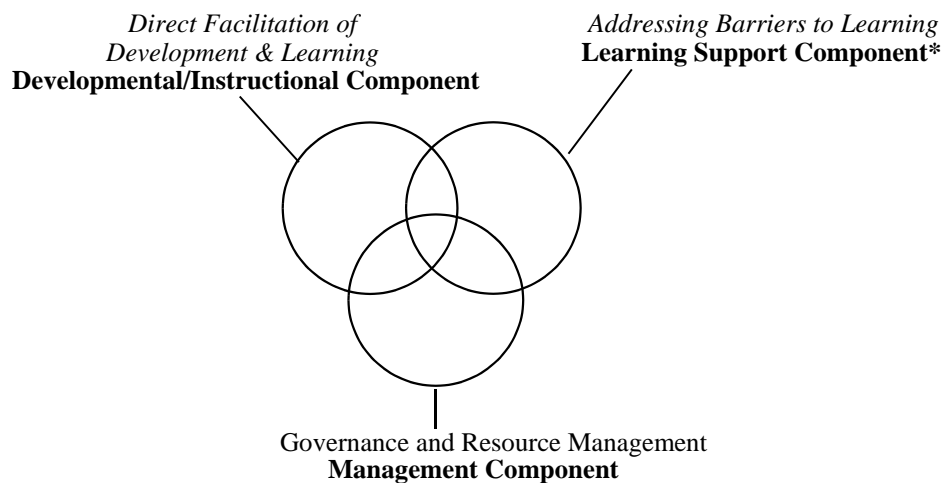 Direct Facilitation of
Development & Learning
Developmental/Instructional Component
Addressing Barriers to Learning
Learning Support Component*
Governance and Resource Management
Management Component